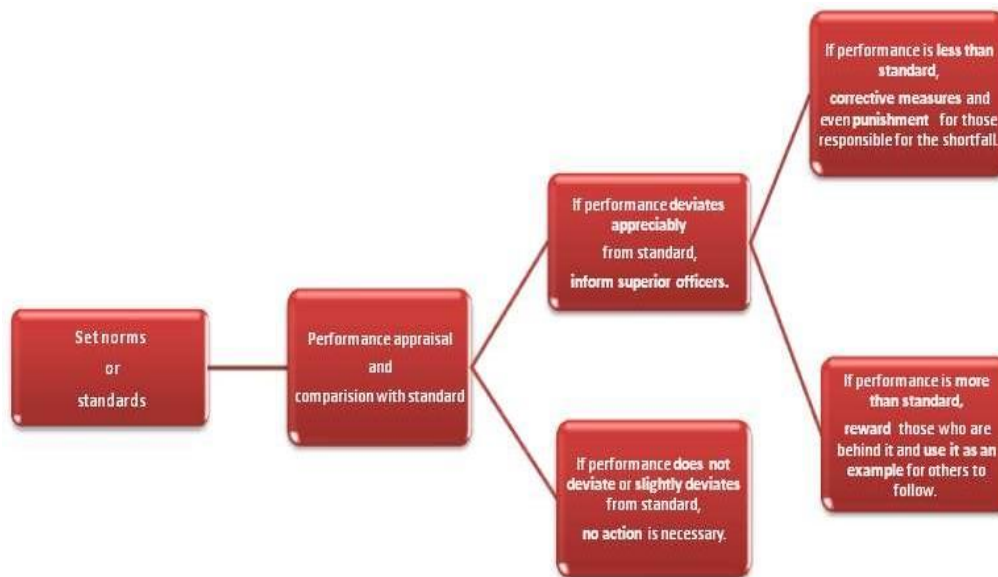 Set norms
or
standards
Performance appraisal
and
comparision with standard
If performance deviates
appreciably
from standard,
inform superior officers.
If performance does not
deviate or slightly deviates
from standard,
no action is necessary.
If performance is less than
standard,
corrective measures and
even punishment for those
responsible for the shortfall.
If performance is more
than standard,
reward those who are
behind it and use it as an
example for others to
follow.